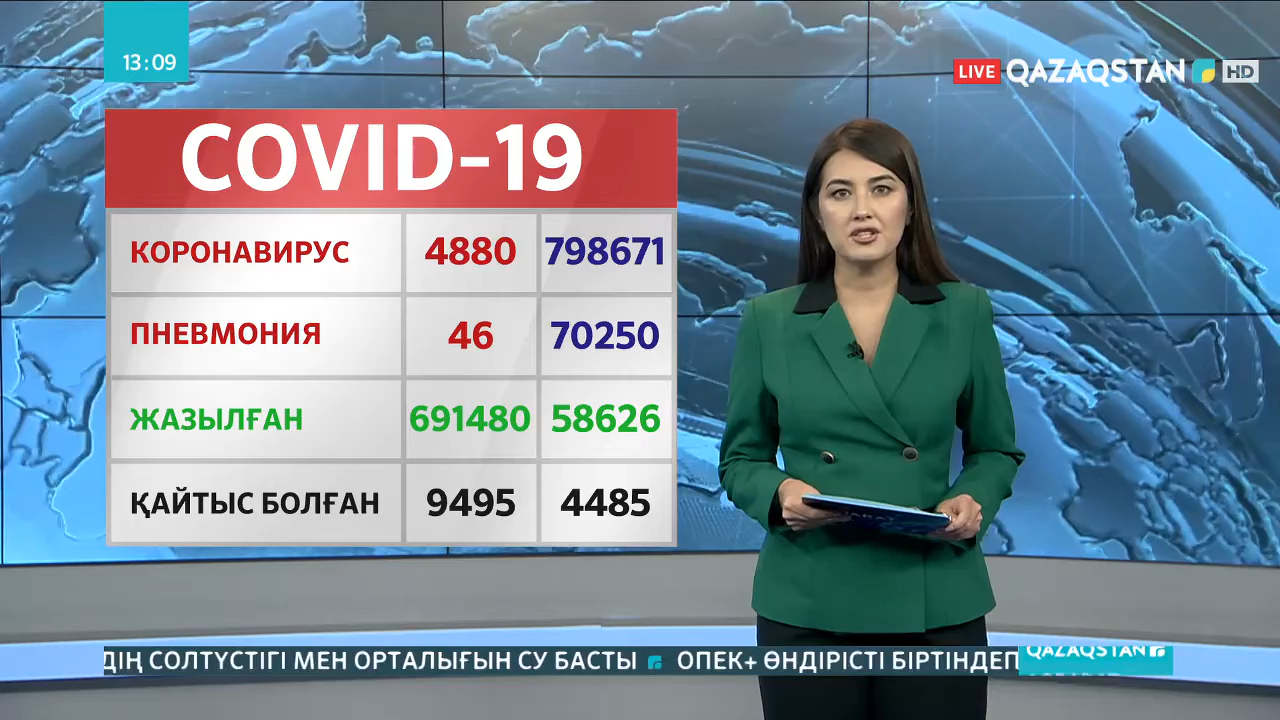 13:09
LIVE QAZAQSTAN HD
COVID-19
КОРОНАВИРУС 4880 798671
ПНЕВМОНИЯ 46 70250
ЖАЗЫЛҒАН 691480 58626
ҚАЙТЫС БОЛҒАН 9495 4485
ДІҢ СОЛТҮСТІГІ МЕН ОРТАЛЫҒЫН СУ БАСТЫ ОПЕК+ ӨНДІРІСТІ БІРТІНДЕП
QAZAQSTAN